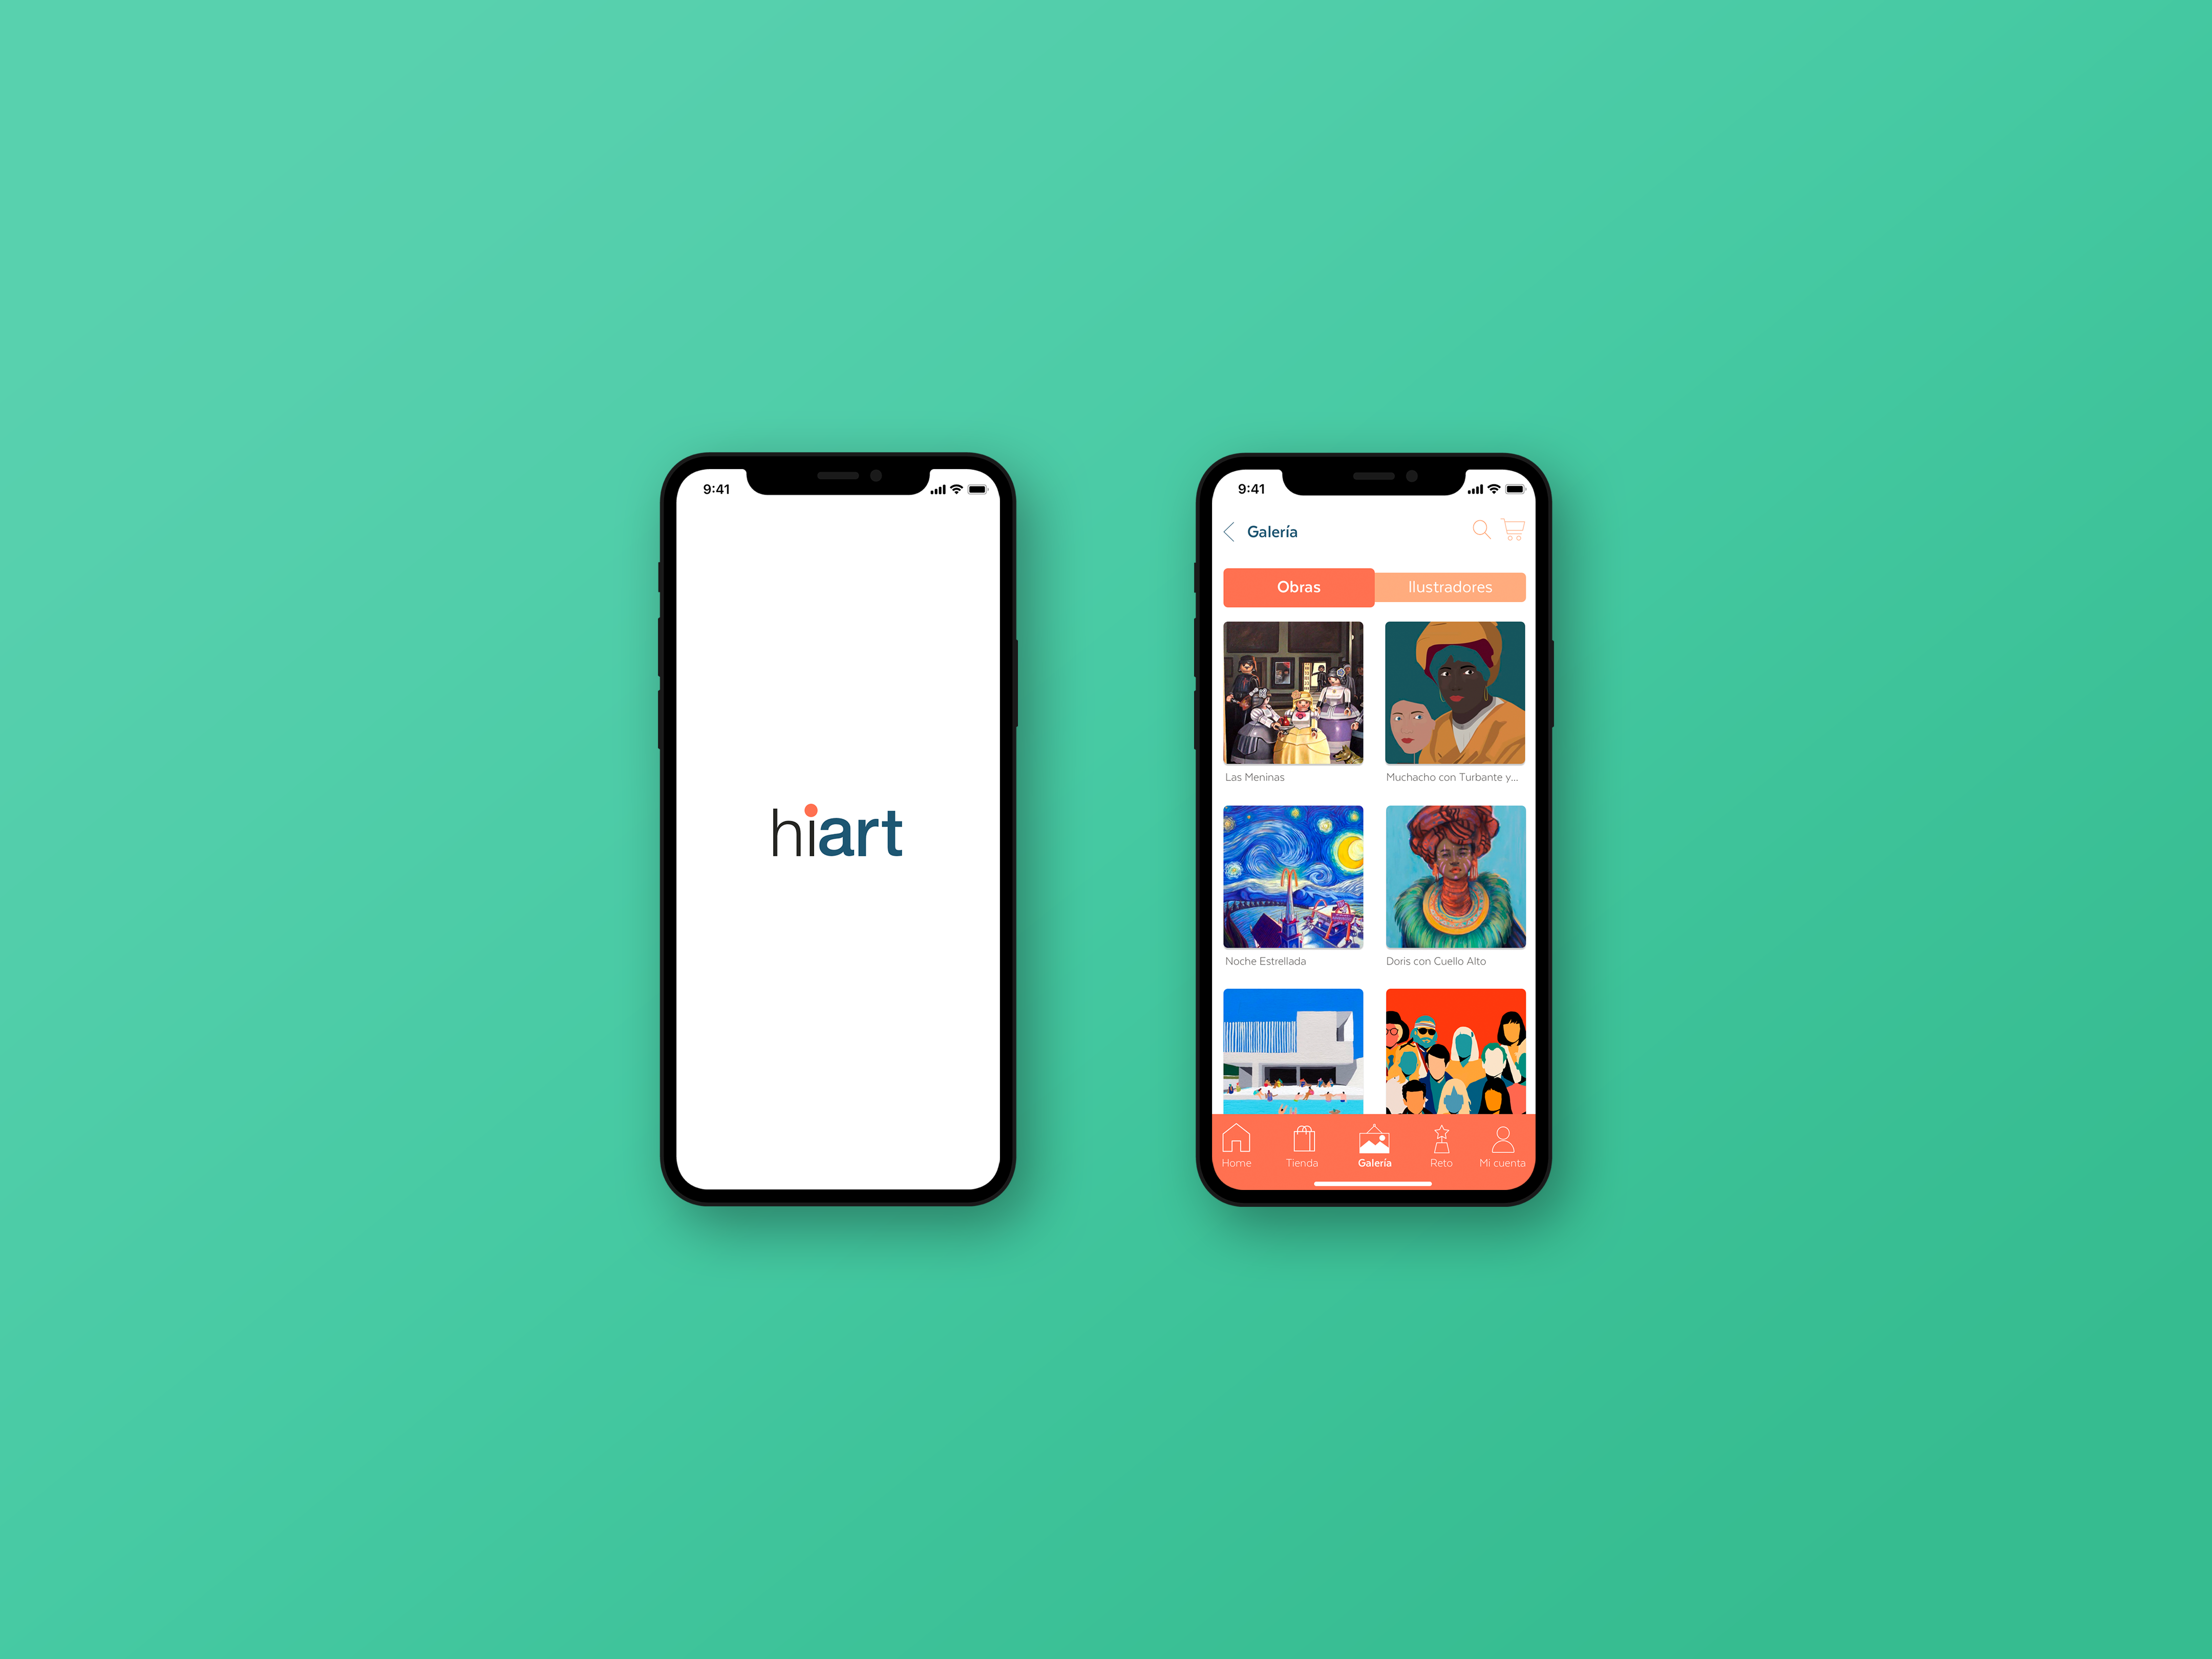 9:41
hiart
9:41
Galería
Obras
Ilustradores
Las Meninas
Muchacho con Turbante y...
Noche Estrellada
Doris con Cuello Alto
Home
Tienda
Galería
Reto
Mi cuenta